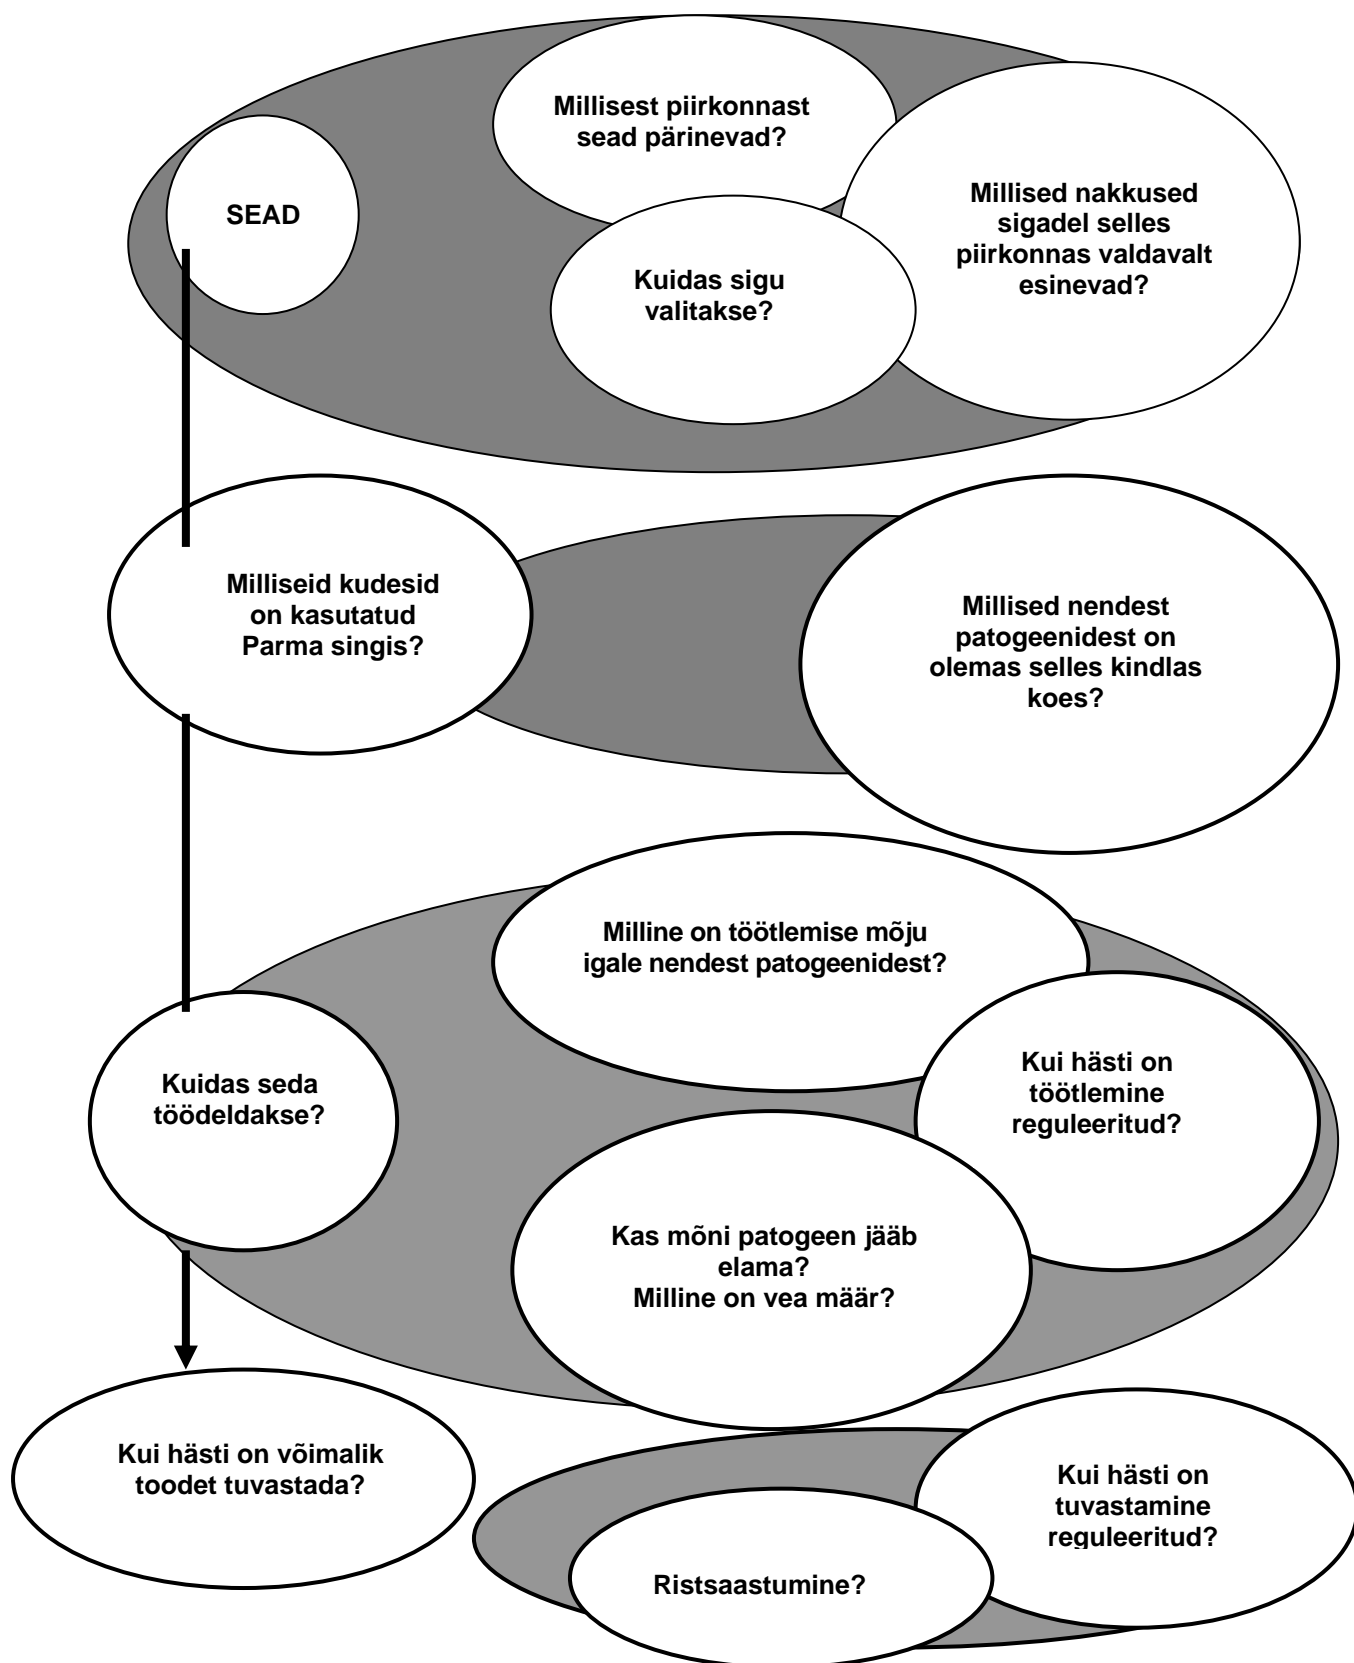 Millisest piirkonnast
sead pärinevad?
SEAD
Millised nakkused
sigadel selles
piirkonnas valdavalt
esinevad?
Kuidas sigu
valitakse?
Milliseid kudesid
on kasutatud
Parma singis?
Millised nendest
patogeenidest on
olemas selles kindlas
koes?
Milline on töötlemise mõju
igale nendest patogeenidest?
Kuidas seda
töödeldakse?
Kui hästi on
töötlemine
reguleeritud?
Kas mõni patogeen jääb
elama?
Milline on vea määr?
Kui hästi on võimalik
toodet tuvastada?
Kui hästi on
tuvastamine
reguleeritud?
Ristsaastumine?